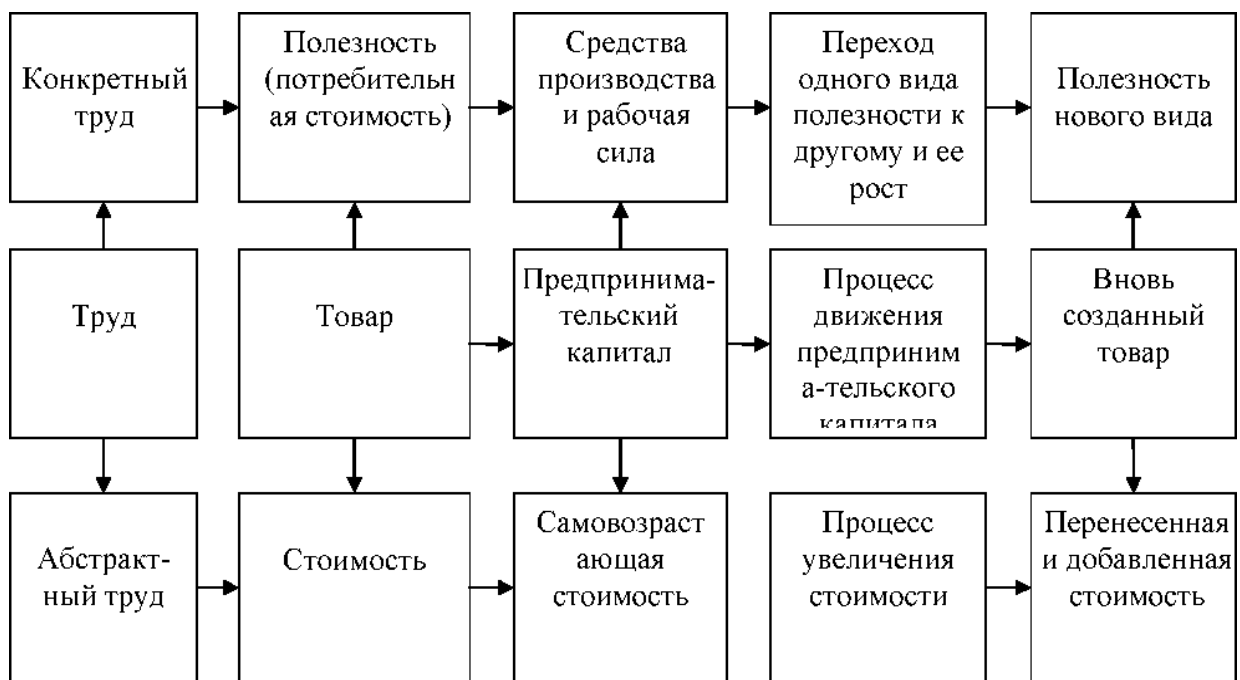 Конкретный
труд
Полезность
(потребительн
ая стоимость)
Средства
производства
и рабочая
сила
Переход
одного вида
полезности к
другому и ее
рост
Полезность
нового вида
Труд
Товар
Предпринима-
тельский
капитал
Процесс
движения
предприним
а-тельского
капитала
Вновь
созданный
товар
Абстракт-
ный труд
Стоимость
Самовозраст
ающая
стоимость
Процесс
увеличения
стоимости
Перенесенная
и добавленная
стоимость